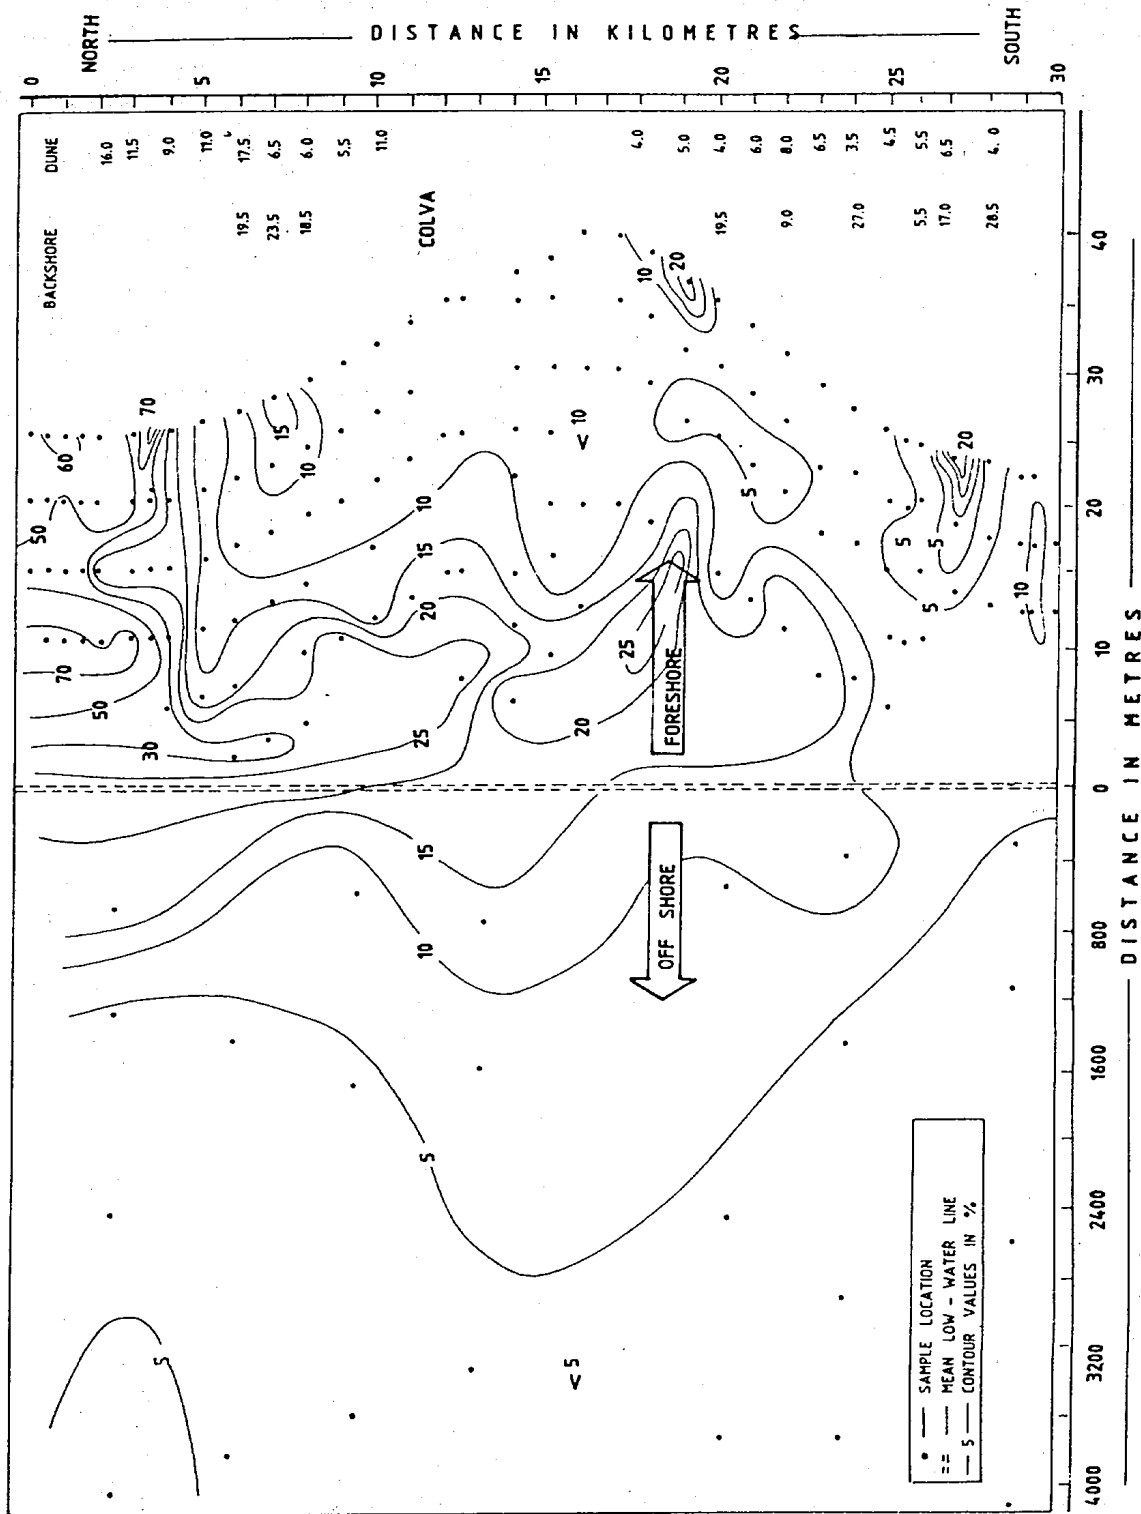 DISTANCE IN KILOMETRES
NORTH
SOUTH
0 5 10 15 20 25 30
DUNE
16.0 11.5 9.0 11.0 17.5 6.5 6.0 5.5 11.0 4.0 5.0 4.0 6.0 8.0 6.5 3.5 4.5 5.5 6.5 4.0
BACKSHORE
19.5 23.5 18.5 19.5 9.0 27.0 5.5 17.0 28.5
COLVA
10 20
70 60 15 10
< 10
20
50 10 5 5 5
15 5 10
20
25
70 50 20
30 25
FORESHORE
OFF SHORE
15
10
5
5
< 5
• — SAMPLE LOCATION
== — MEAN LOW - WATER LINE
— 5 — CONTOUR VALUES IN %
40 30 20 10 0 800 1600 2400 3200 4000
DISTANCE IN METRES